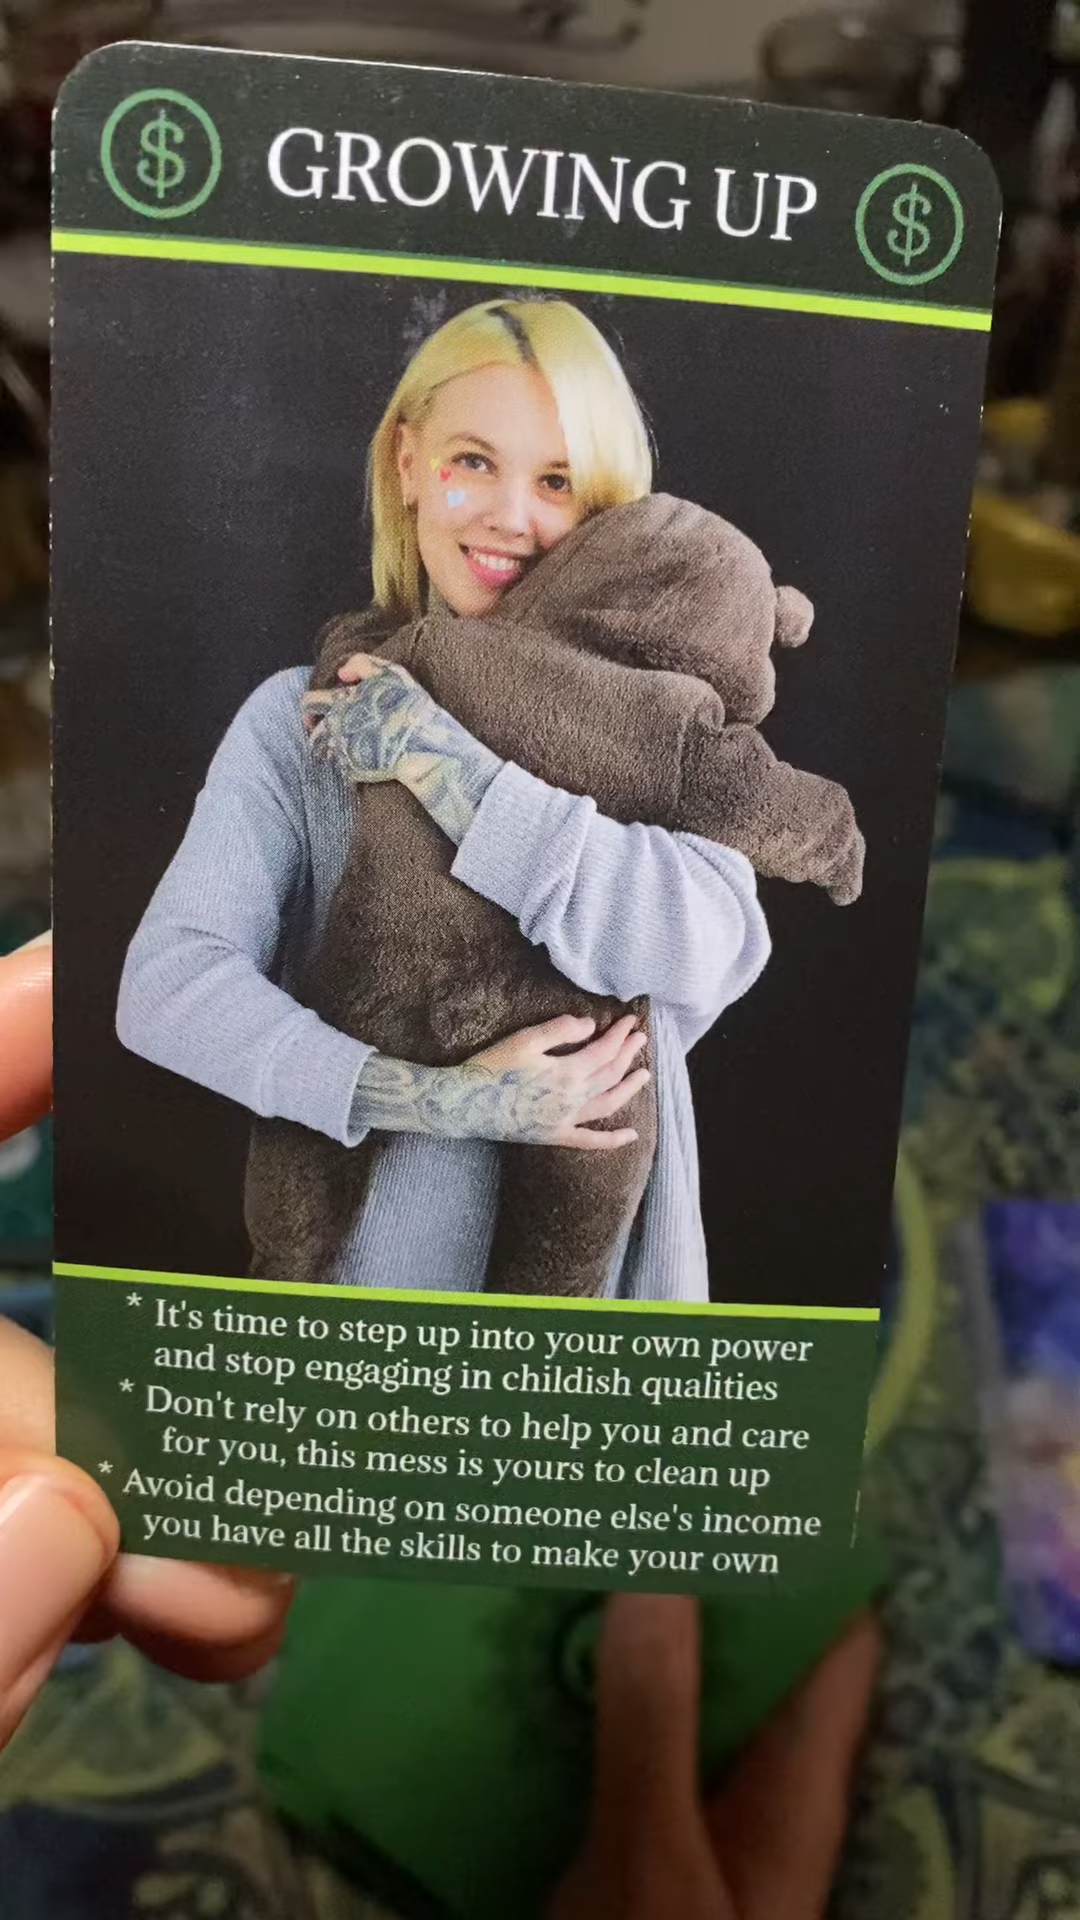 $ GROWING UP $
* It's time to step up into your own power
and stop engaging in childish qualities
* Don't rely on others to help you and care
for you, this mess is yours to clean up
* Avoid depending on someone else's income
you have all the skills to make your own